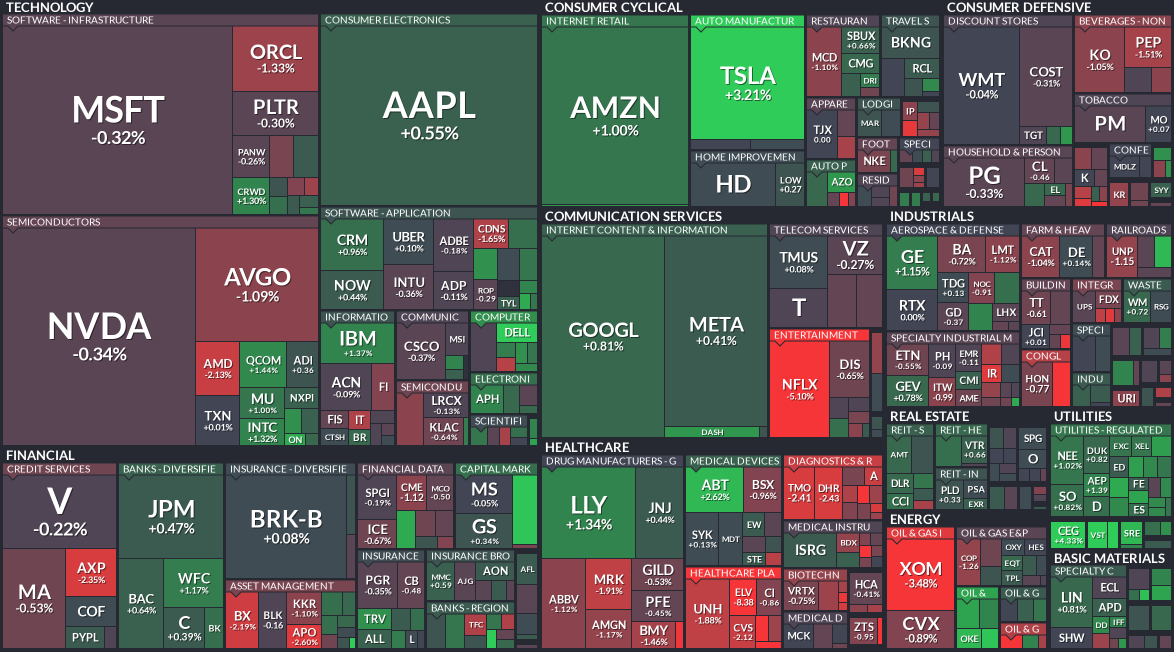 TECHNOLOGY
SOFTWARE - INFRASTRUCTURE
MSFT
-0.32%
ORCL
-1.33%
PLTR
-0.30%
PANW
-0.26%
CRWD
+1.30%
CONSUMER ELECTRONICS
AAPL
+0.55%
SEMICONDUCTORS
NVDA
-0.34%
AVGO
-1.09%
AMD
-2.13%
QCOM
+1.44%
ADI
+0.36
TXN
+0.01%
MU
+1.00%
NXPI
INTC
+1.32%
ON
SOFTWARE - APPLICATION
CRM
+0.96%
UBER
+0.10%
ADBE
-0.18%
CDNS
-1.65%
NOW
+0.44%
INTU
-0.36%
ADP
-0.11%
ROP
-0.29
TYL
INFORMATIO
IBM
+1.37%
ACN
-0.09%
FI
FIS
IT
CTSH
BR
COMMUNIC
CSCO
-0.37%
MSI
SEMICONDU
LRCX
-0.13%
KLAC
-0.64%
COMPUTER
DELL
ELECTRONI
APH
SCIENTIFI
CONSUMER CYCLICAL
INTERNET RETAIL
AMZN
+1.00%
AUTO MANUFACTUR
TSLA
+3.21%
HOME IMPROVEMEN
HD
LOW
+0.27
RESTAURAN
MCD
-1.10%
SBUX
+0.66%
CMG
DRI
TRAVEL S
BKNG
RCL
APPARE
TJX
0.00
LODGI
MAR
IP
FOOT
NKE
SPECI
AUTO P
AZO
RESID
CONSUMER DEFENSIVE
DISCOUNT STORES
WMT
-0.04%
COST
-0.31%
TGT
BEVERAGES - NON
KO
-1.05%
PEP
-1.51%
TOBACCO
PM
MO
+0.07
HOUSEHOLD & PERSON
PG
-0.33%
CL
-0.46
EL
K
CONFE
MDLZ
KR
SYY
COMMUNICATION SERVICES
INTERNET CONTENT & INFORMATION
GOOGL
+0.81%
META
+0.41%
DASH
TELECOM SERVICES
TMUS
+0.08%
VZ
-0.27%
T
ENTERTAINMENT
NFLX
-5.10%
DIS
-0.65%
INDUSTRIALS
AEROSPACE & DEFENSE
GE
+1.15%
BA
-0.72%
LMT
-1.12%
RTX
0.00%
TDG
+0.13
NOC
-0.91
GD
-0.37
LHX
FARM & HEAV
CAT
-1.04%
DE
+0.14%
RAILROADS
UNP
-1.15
BUILDIN
TT
-0.61
JCI
+0.01
INTEGR
UPS
FDX
WASTE
WM
+0.72
RSG
SPECIALTY INDUSTRIAL M
ETN
-0.55%
PH
-0.09
EMR
-0.11
IR
GEV
+0.78%
ITW
-0.99
CMI
AME
CONGL
HON
-0.77
SPECI
INDU
URI
FINANCIAL
CREDIT SERVICES
V
-0.22%
MA
-0.53%
AXP
-2.35%
COF
PYPL
BANKS - DIVERSIFIE
JPM
+0.47%
BAC
+0.64%
WFC
+1.17%
C
+0.39%
BK
INSURANCE - DIVERSIFIE
BRK-B
+0.08%
ASSET MANAGEMENT
BX
-2.19%
BLK
-0.16
KKR
-1.10%
APO
-2.60%
FINANCIAL DATA
SPGI
-0.19%
CME
-1.12
MCO
-0.50
ICE
-0.67%
CAPITAL MARK
MS
-0.05%
GS
+0.34%
INSURANCE
PGR
-0.35%
CB
-0.48
TRV
ALL
L
INSURANCE BRO
MMC
+0.59
AJG
AON
AFL
BANKS - REGION
TFC
HEALTHCARE
DRUG MANUFACTURERS - G
LLY
+1.34%
JNJ
+0.44%
ABBV
-1.12%
MRK
-1.91%
GILD
-0.53%
AMGN
-1.17%
PFE
-0.45%
BMY
-1.46%
MEDICAL DEVICES
ABT
+2.62%
BSX
-0.96%
SYK
+0.13%
MDT
EW
STE
DIAGNOSTICS & R
TMO
-2.41
DHR
-2.43
A
MEDICAL INSTRU
ISRG
BDX
HEALTHCARE PLA
UNH
-1.88%
ELV
-8.38
CI
-0.86
CVS
-2.12
BIOTECHN
VRTX
-0.75%
HCA
-0.41%
MEDICAL D
MCK
ZTS
-0.95
REAL ESTATE
REIT - S
AMT
DLR
CCI
REIT - HE
VTR
+0.66
REIT - IN
PLD
+0.33
PSA
EXR
SPG
O
UTILITIES
UTILITIES - REGULATED
NEE
+1.02%
DUK
+0.82
EXC
XEL
ED
SO
+0.82%
AEP
+1.39
FE
D
ES
CEG
+4.33%
VST
SRE
ENERGY
OIL & GAS I
XOM
-3.48%
CVX
-0.89%
OIL & GAS E&P
COP
-1.26
OXY
HES
EQT
TPL
OIL &
OKE
OIL & G
OIL & G
BASIC MATERIALS
SPECIALTY C
LIN
+0.81%
ECL
APD
DD
IFF
SHW